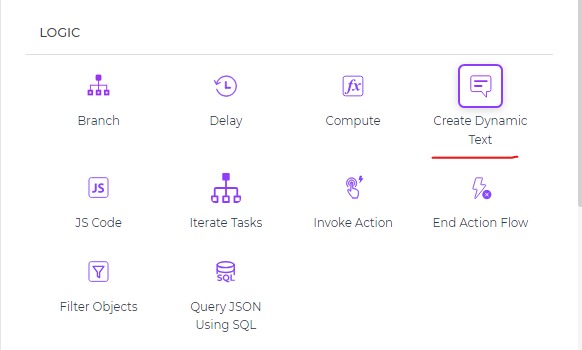 LOGIC
Branch
Delay
fx
Compute
Create Dynamic
Text
JS
JS Code
Iterate Tasks
Invoke Action
End Action Flow
Filter Objects
SQL
Query JSON
Using SQL